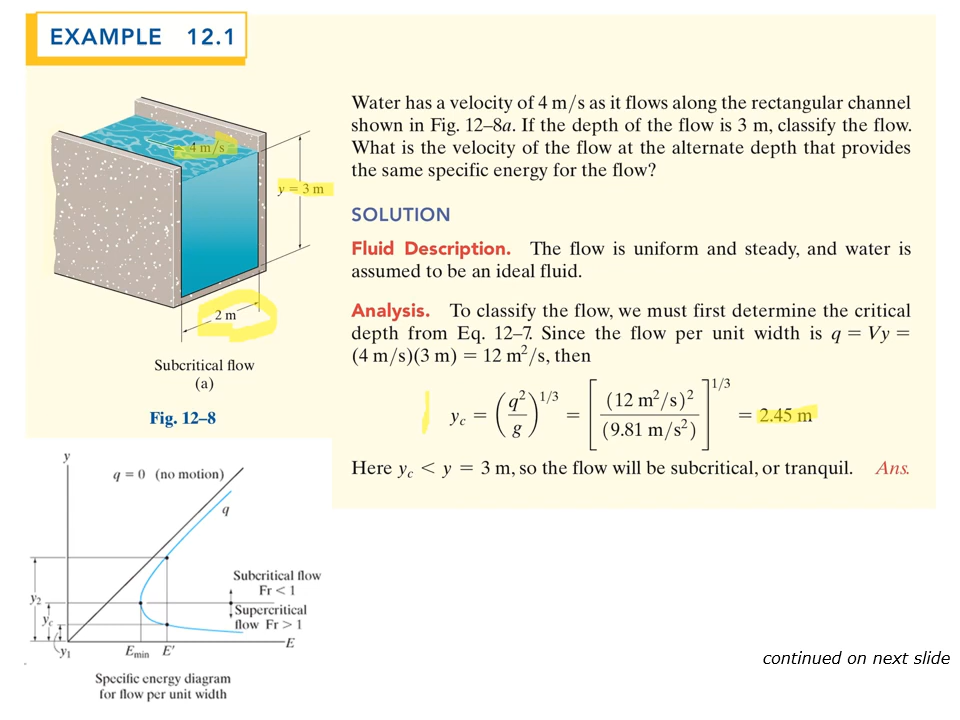 EXAMPLE 12.1
Water has a velocity of 4 m/s as it flows along the rectangular channel
shown in Fig. 12–8a. If the depth of the flow is 3 m, classify the flow.
What is the velocity of the flow at the alternate depth that provides
the same specific energy for the flow?
4 m/s
y = 3 m
2 m
Subcritical flow
(a)
Fig. 12–8
SOLUTION
Fluid Description. The flow is uniform and steady, and water is
assumed to be an ideal fluid.
Analysis. To classify the flow, we must first determine the critical
depth from Eq. 12–7. Since the flow per unit width is q = Vy =
(4 m/s)(3 m) = 12 m²/s, then
y_c = (q²/g)^1/3 = [(12 m²/s)²/(9.81 m/s²)]^1/3 = 2.45 m
Here y_c < y = 3 m, so the flow will be subcritical, or tranquil. Ans.
y
q = 0 (no motion)
q
Subcritical flow
Fr < 1
Supercritical
flow Fr > 1
y₂
y_c
y₁
E_min E'
E
Specific energy diagram
for flow per unit width
continued on next slide